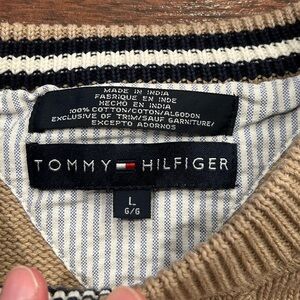 MADE IN INDIA
FABRIQUE EN INDE
HECHO EN INDIA
100% COTTON/COTON/ALGODON
EXCLUSIVE OF TRIM/SAUF GARNITURE/
EXCEPTO ADORNOS
TOMMY HILFIGER
L
G/G